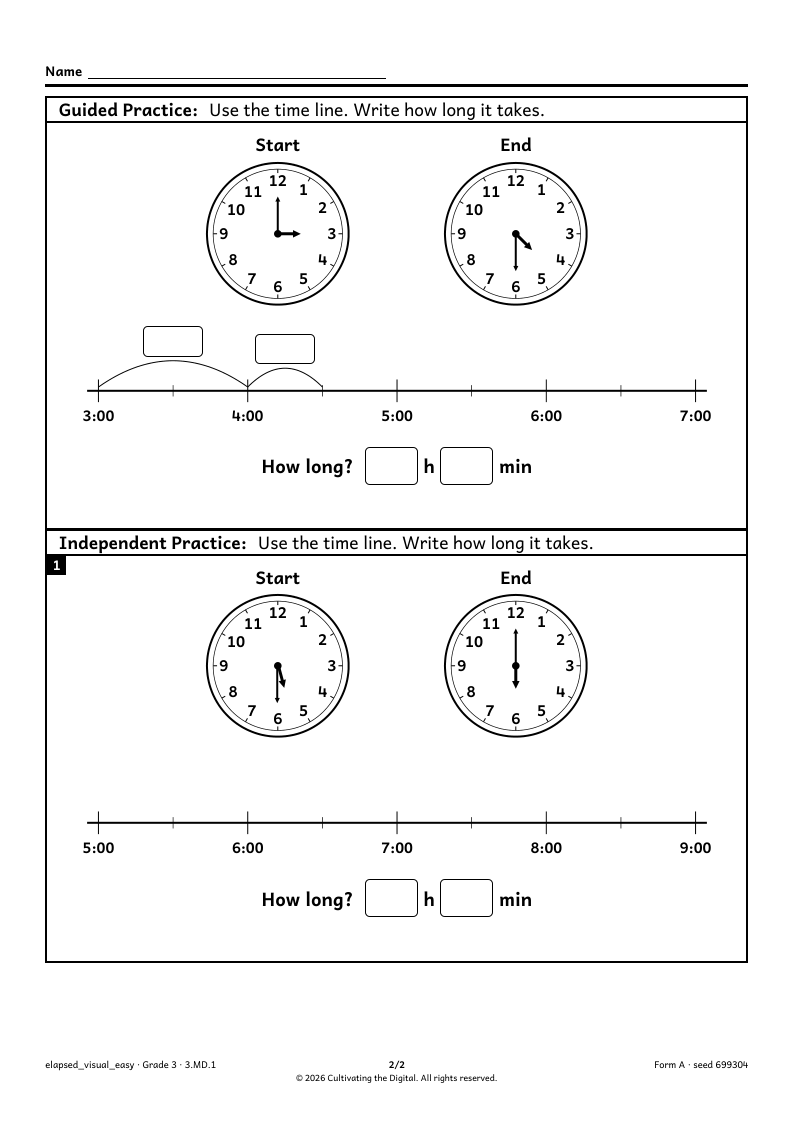 Name
Guided Practice: Use the time line. Write how long it takes.
Start End
12 1 2 3 4 5 6 7 8 9 10 11
12 1 2 3 4 5 6 7 8 9 10 11
3:00 4:00 5:00 6:00 7:00
How long? h min
Independent Practice: Use the time line. Write how long it takes.
1
Start End
12 1 2 3 4 5 6 7 8 9 10 11
12 1 2 3 4 5 6 7 8 9 10 11
5:00 6:00 7:00 8:00 9:00
How long? h min
elapsed_visual_easy · Grade 3 · 3.MD.1 2/2 Form A · seed 699304
© 2026 Cultivating the Digital. All rights reserved.